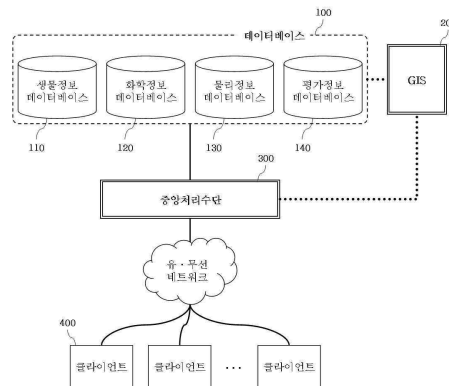 100
데이터베이스
20
생물정보
데이터베이스
화학정보
데이터베이스
물리정보
데이터베이스
평가정보
데이터베이스
GIS
110
120
130
140
300
중앙처리수단
유·무선
네트워크
400
클라이언트
클라이언트
···
클라이언트